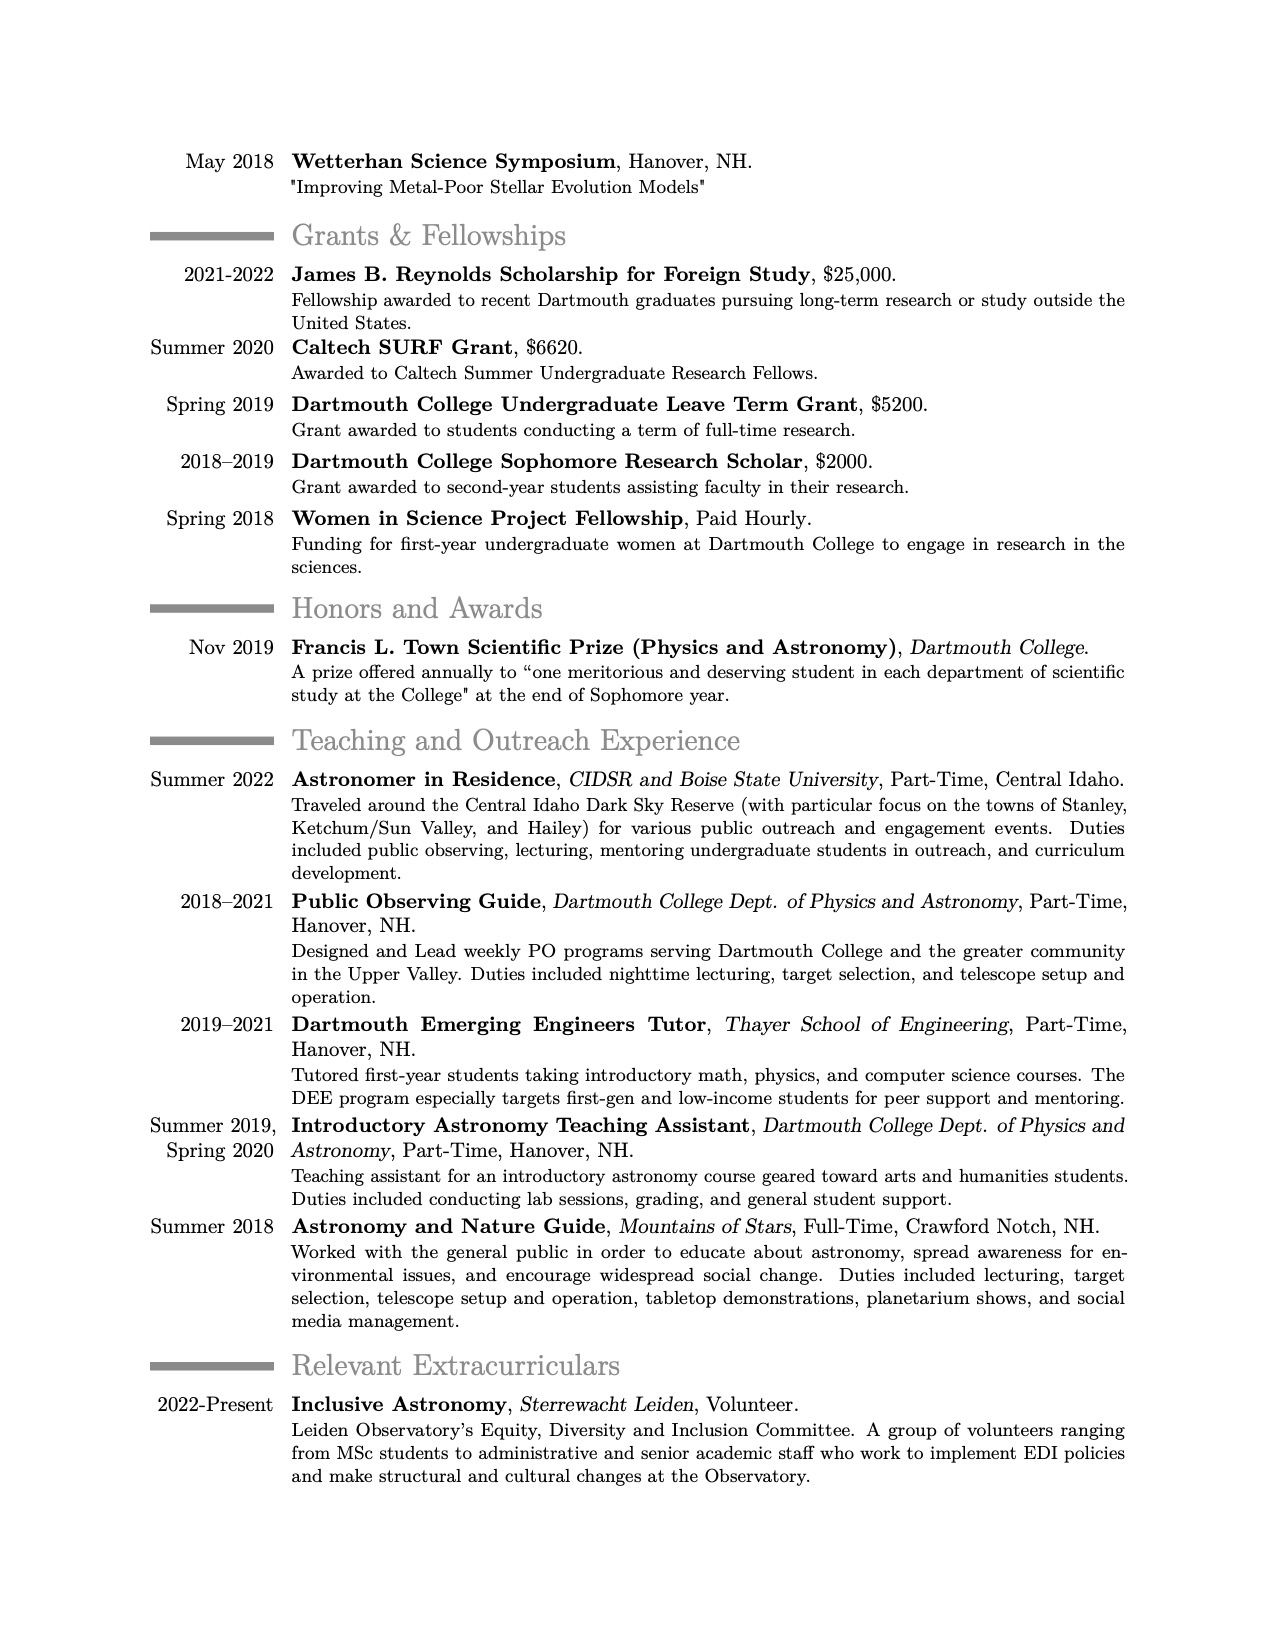 May 2018 Wetterhan Science Symposium, Hanover, NH.
"Improving Metal-Poor Stellar Evolution Models"
Grants & Fellowships
2021-2022 James B. Reynolds Scholarship for Foreign Study, $25,000.
Fellowship awarded to recent Dartmouth graduates pursuing long-term research or study outside the
United States.
Summer 2020 Caltech SURF Grant, $6620.
Awarded to Caltech Summer Undergraduate Research Fellows.
Spring 2019 Dartmouth College Undergraduate Leave Term Grant, $5200.
Grant awarded to students conducting a term of full-time research.
2018–2019 Dartmouth College Sophomore Research Scholar, $2000.
Grant awarded to second-year students assisting faculty in their research.
Spring 2018 Women in Science Project Fellowship, Paid Hourly.
Funding for first-year undergraduate women at Dartmouth College to engage in research in the
sciences.
Honors and Awards
Nov 2019 Francis L. Town Scientific Prize (Physics and Astronomy), Dartmouth College.
A prize offered annually to “one meritorious and deserving student in each department of scientific
study at the College" at the end of Sophomore year.
Teaching and Outreach Experience
Summer 2022 Astronomer in Residence, CIDSR and Boise State University, Part-Time, Central Idaho.
Traveled around the Central Idaho Dark Sky Reserve (with particular focus on the towns of Stanley,
Ketchum/Sun Valley, and Hailey) for various public outreach and engagement events. Duties
included public observing, lecturing, mentoring undergraduate students in outreach, and curriculum
development.
2018–2021 Public Observing Guide, Dartmouth College Dept. of Physics and Astronomy, Part-Time,
Hanover, NH.
Designed and Lead weekly PO programs serving Dartmouth College and the greater community
in the Upper Valley. Duties included nighttime lecturing, target selection, and telescope setup and
operation.
2019–2021 Dartmouth Emerging Engineers Tutor, Thayer School of Engineering, Part-Time,
Hanover, NH.
Tutored first-year students taking introductory math, physics, and computer science courses. The
DEE program especially targets first-gen and low-income students for peer support and mentoring.
Summer 2019, Introductory Astronomy Teaching Assistant, Dartmouth College Dept. of Physics and
Spring 2020 Astronomy, Part-Time, Hanover, NH.
Teaching assistant for an introductory astronomy course geared toward arts and humanities students.
Duties included conducting lab sessions, grading, and general student support.
Summer 2018 Astronomy and Nature Guide, Mountains of Stars, Full-Time, Crawford Notch, NH.
Worked with the general public in order to educate about astronomy, spread awareness for en-
vironmental issues, and encourage widespread social change. Duties included lecturing, target
selection, telescope setup and operation, tabletop demonstrations, planetarium shows, and social
media management.
Relevant Extracurriculars
2022-Present Inclusive Astronomy, Sterrewacht Leiden, Volunteer.
Leiden Observatory’s Equity, Diversity and Inclusion Committee. A group of volunteers ranging
from MSc students to administrative and senior academic staff who work to implement EDI policies
and make structural and cultural changes at the Observatory.